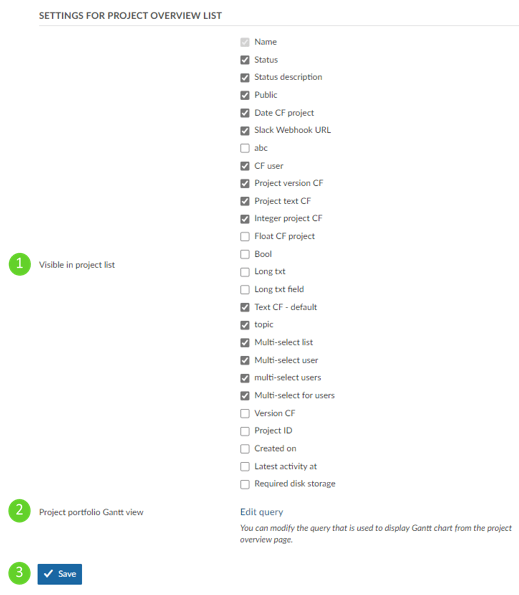 SETTINGS FOR PROJECT OVERVIEW LIST
Name
Status
Status description
Public
Date CF project
Slack Webhook URL
abc
CF user
Project version CF
Project text CF
Integer project CF
Float CF project
Bool
1 Visible in project list
Long txt
Long txt field
Text CF - default
topic
Multi-select list
Multi-select user
multi-select users
Multi-select for users
Version CF
Project ID
Created on
Latest activity at
Required disk storage
2 Project portfolio Gantt view Edit query
You can modify the query that is used to display Gantt chart from the project
overview page.
3 Save